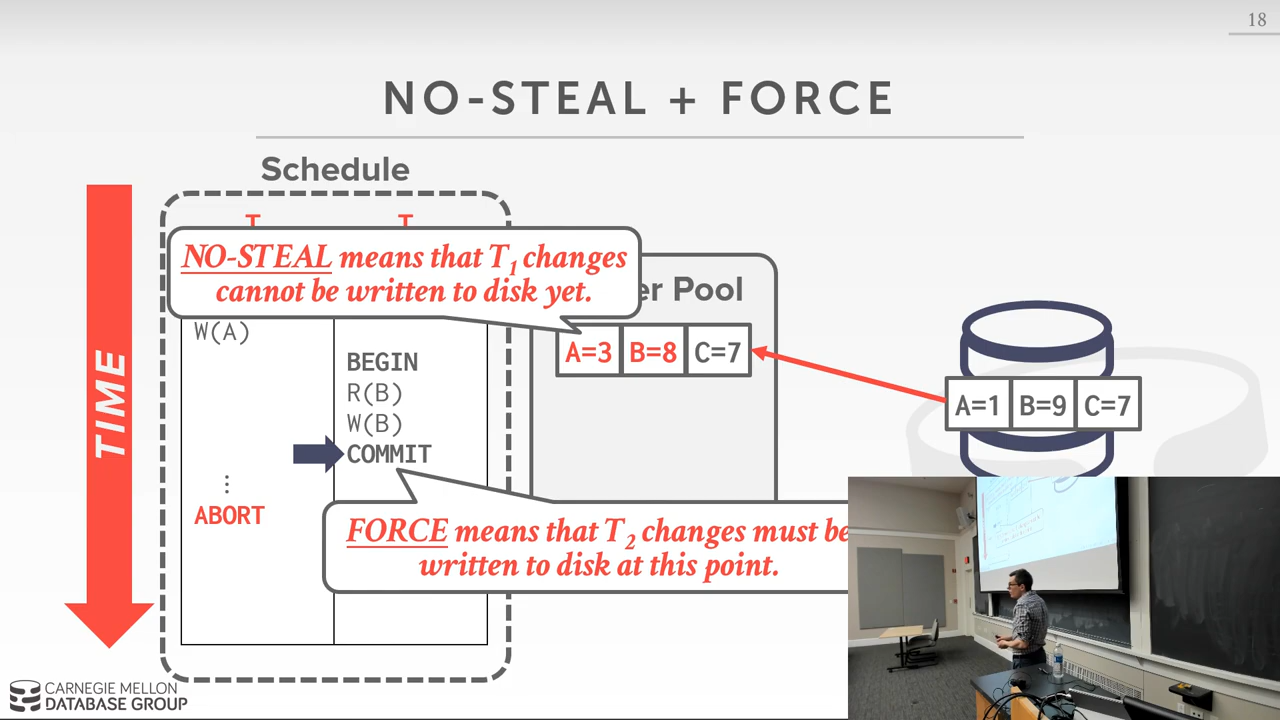 18
NO-STEAL + FORCE
Schedule
T T
NO-STEAL means that T1 changes
cannot be written to disk yet.
er Pool
W(A)
A=3 B=8 C=7
BEGIN
R(B)
W(B)
COMMIT
A=1 B=9 C=7
TIME
⋮
ABORT
FORCE means that T2 changes must be
written to disk at this point.
CARNEGIE MELLON
DATABASE GROUP